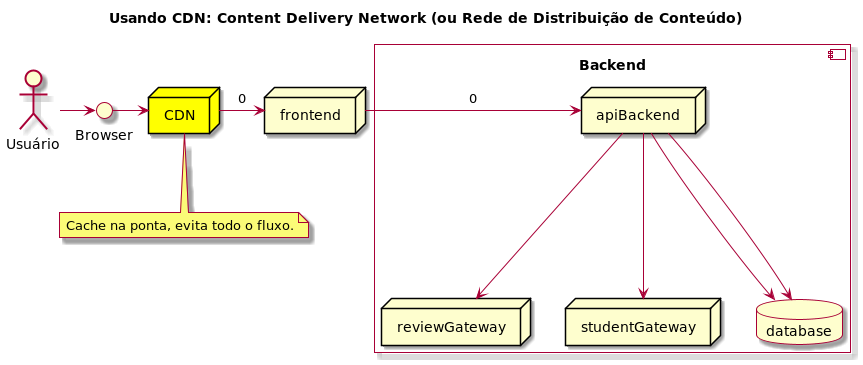 Usando CDN: Content Delivery Network (ou Rede de Distribuição de Conteúdo)
Backend
Usuário
Browser
CDN
0
frontend
0
apiBackend
Cache na ponta, evita todo o fluxo.
reviewGateway
studentGateway
database